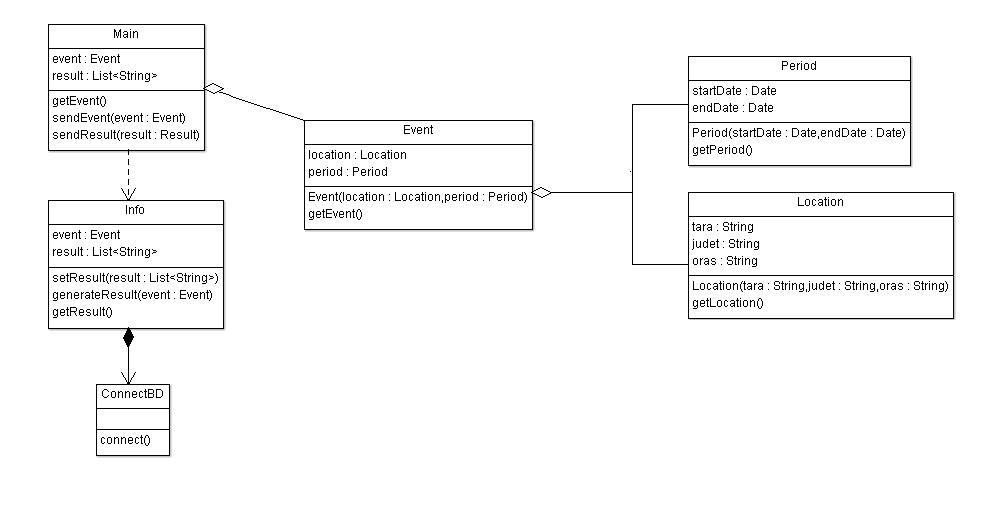 Main
event : Event
result : List<String>
getEvent()
sendEvent(event : Event)
sendResult(result : Result)
Info
event : Event
result : List<String>
setResult(result : List<String>)
generateResult(event : Event)
getResult()
ConnectBD
connect()
Event
location : Location
period : Period
Event(location : Location,period : Period)
getEvent()
Period
startDate : Date
endDate : Date
Period(startDate : Date,endDate : Date)
getPeriod()
Location
tara : String
judet : String
oras : String
Location(tara : String,judet : String,oras : String)
getLocation()